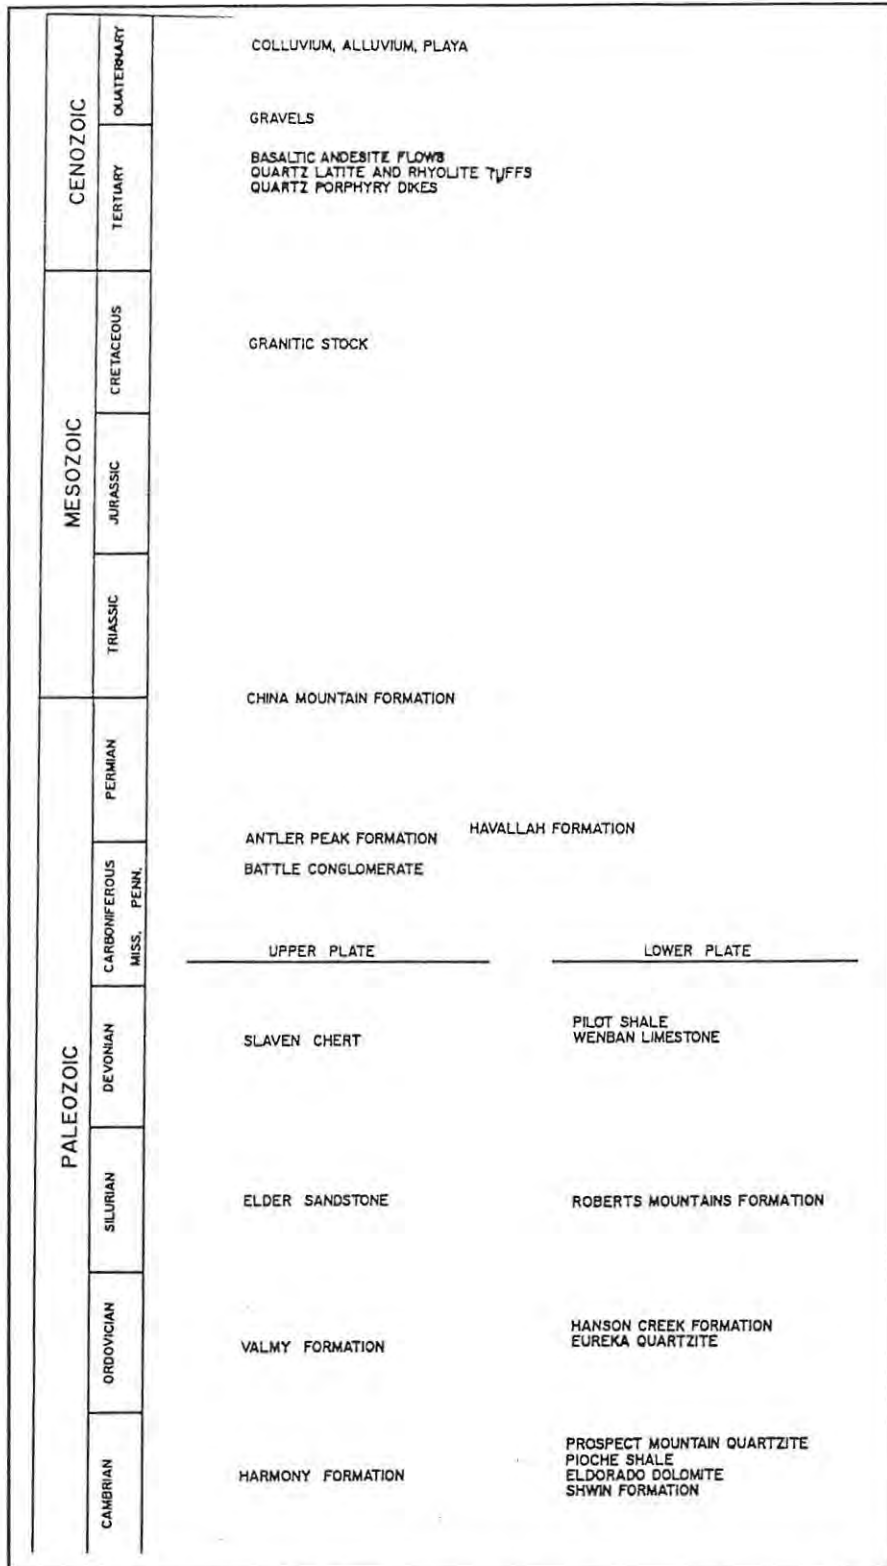 CENOZOIC
QUATERNARY
COLLUVIUM, ALLUVIUM, PLAYA
GRAVELS
TERTIARY
BASALTIC ANDESITE FLOWS
QUARTZ LATITE AND RHYOLITE TUFFS
QUARTZ PORPHYRY DIKES
MESOZOIC
CRETACEOUS
GRANITIC STOCK
JURASSIC
TRIASSIC
CHINA MOUNTAIN FORMATION
PALEOZOIC
PERMIAN
HAVALLAH FORMATION
ANTLER PEAK FORMATION
CARBONIFEROUS
MISS. PENN.
BATTLE CONGLOMERATE
UPPER PLATE
LOWER PLATE
DEVONIAN
SLAVEN CHERT
PILOT SHALE
WENBAN LIMESTONE
SILURIAN
ELDER SANDSTONE
ROBERTS MOUNTAINS FORMATION
ORDOVICIAN
VALMY FORMATION
HANSON CREEK FORMATION
EUREKA QUARTZITE
CAMBRIAN
HARMONY FORMATION
PROSPECT MOUNTAIN QUARTZITE
PIOCHE SHALE
ELDORADO DOLOMITE
SHWIN FORMATION